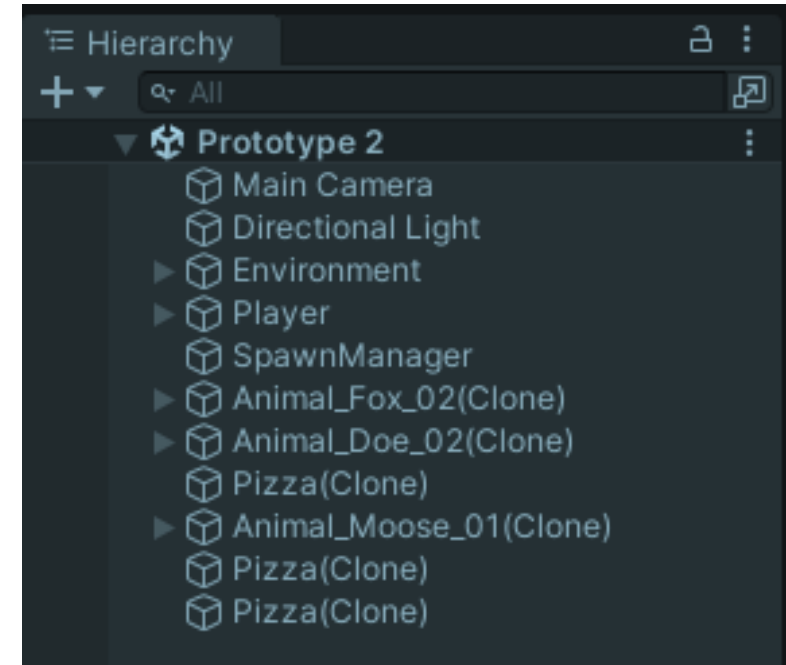 Hierarchy
All
Prototype 2
Main Camera
Directional Light
Environment
Player
SpawnManager
Animal_Fox_02(Clone)
Animal_Doe_02(Clone)
Pizza(Clone)
Animal_Moose_01(Clone)
Pizza(Clone)
Pizza(Clone)